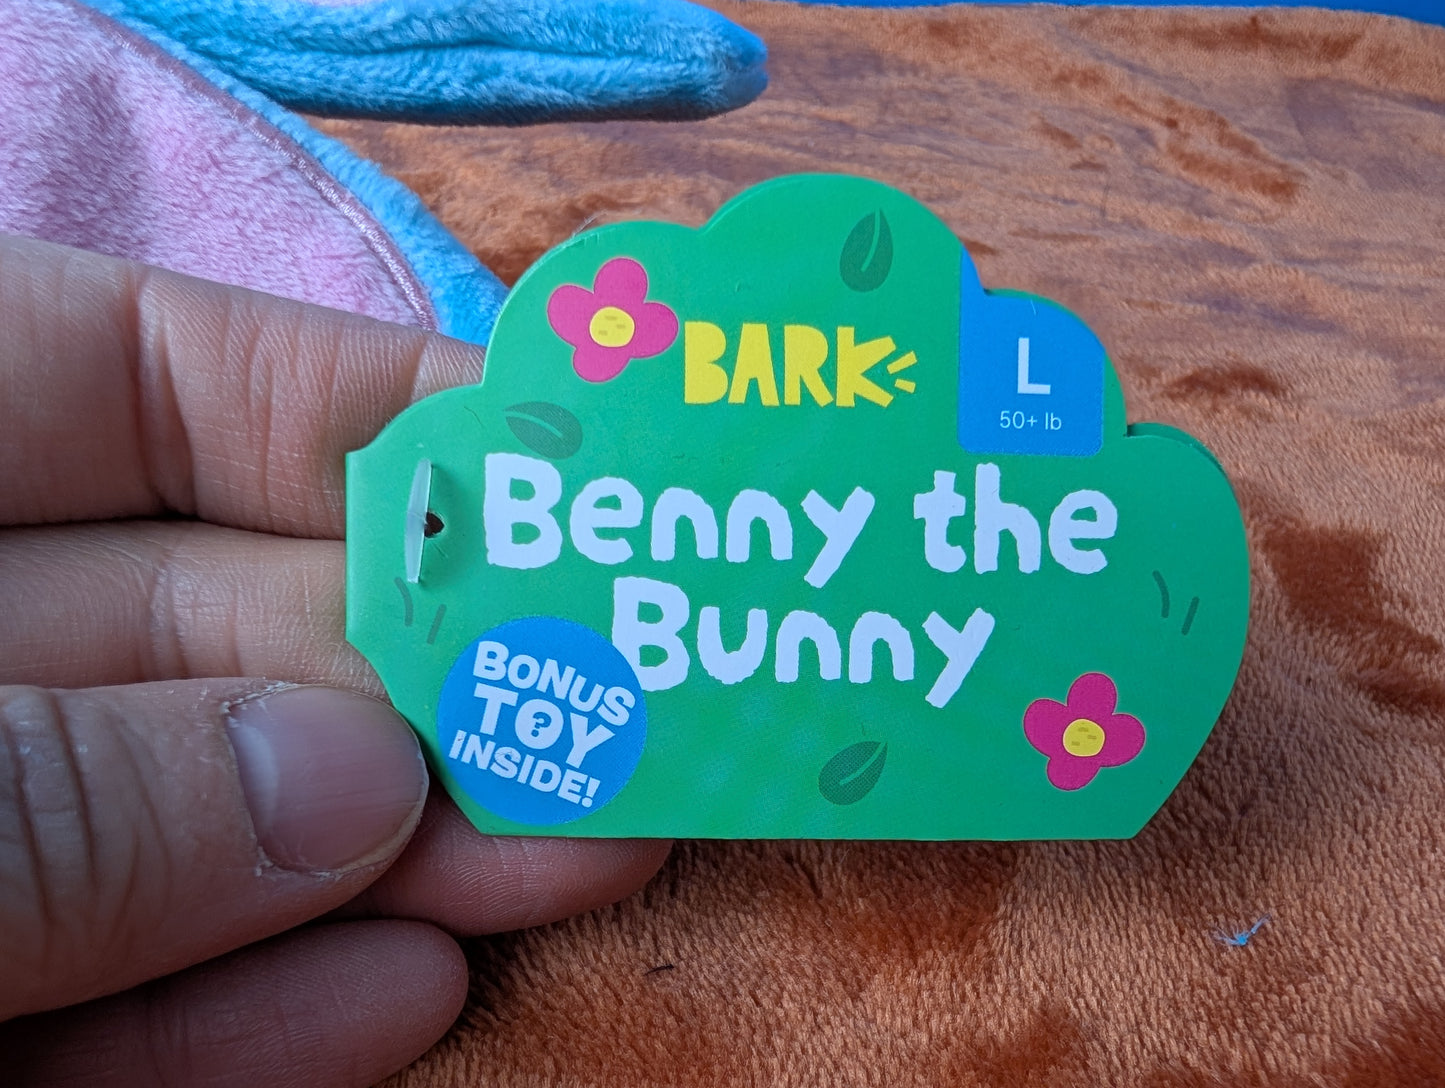 BARK
L
50+ lb
Benny the
Bunny
BONUS
TOY
INSIDE!